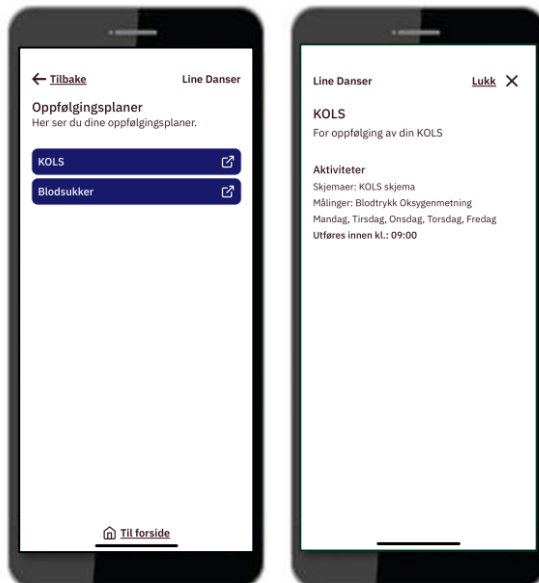 Tilbake
Line Danser
Oppfølgingsplaner
Her ser du dine oppfølgingsplaner.
KOLS
Blodsukker
Til forside
Line Danser
Lukk
KOLS
For oppfølging av din KOLS
Aktiviteter
Skjemaer: KOLS skjema
Målinger: Blodtrykk Oksygenmetning
Mandag, Tirsdag, Onsdag, Torsdag, Fredag
Utføres innen kl.: 09:00